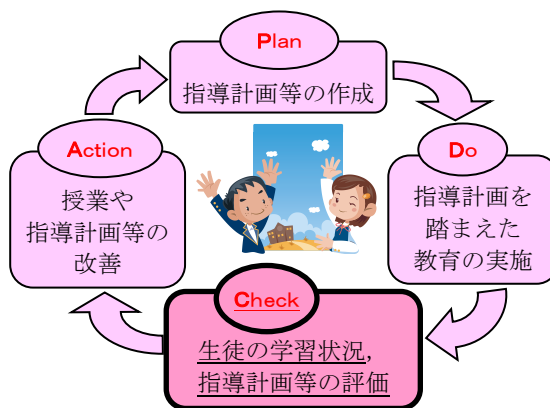 Plan
指導計画等の作成
Do
指導計画を
踏まえた
教育の実施
Check
生徒の学習状況,
指導計画等の評価
Action
授業や
指導計画等の
改善